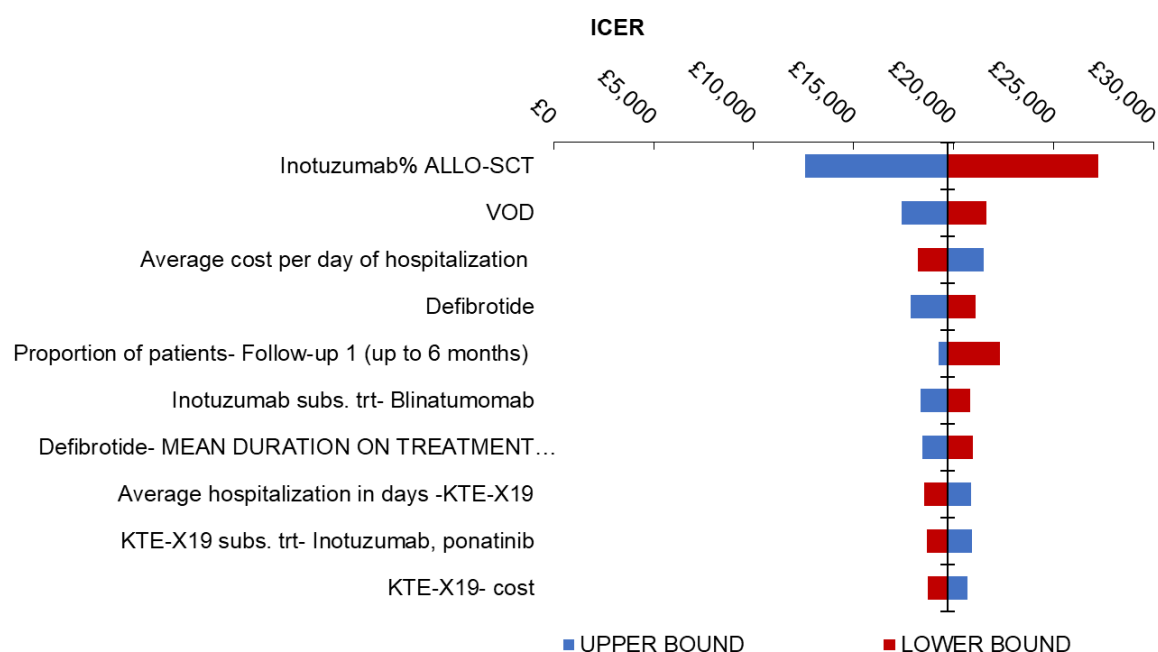 ICER
£0
£5,000
£10,000
£15,000
£20,000
£25,000
£30,000
Inotuzumab% ALLO-SCT
VOD
Average cost per day of hospitalization
Defibrotide
Proportion of patients- Follow-up 1 (up to 6 months)
Inotuzumab subs. trt- Blinatumomab
Defibrotide- MEAN DURATION ON TREATMENT…
Average hospitalization in days -KTE-X19
KTE-X19 subs. trt- Inotuzumab, ponatinib
KTE-X19- cost
UPPER BOUND
LOWER BOUND